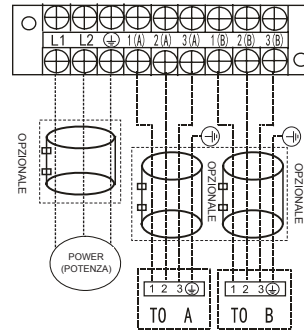 L1 L2 1(A) 2(A) 3(A) 1(B) 2(B) 3(B)
OPZIONALE
OPZIONALE
OPZIONALE
POWER
(POTENZA)
1 2 3
TO A
1 2 3
TO B